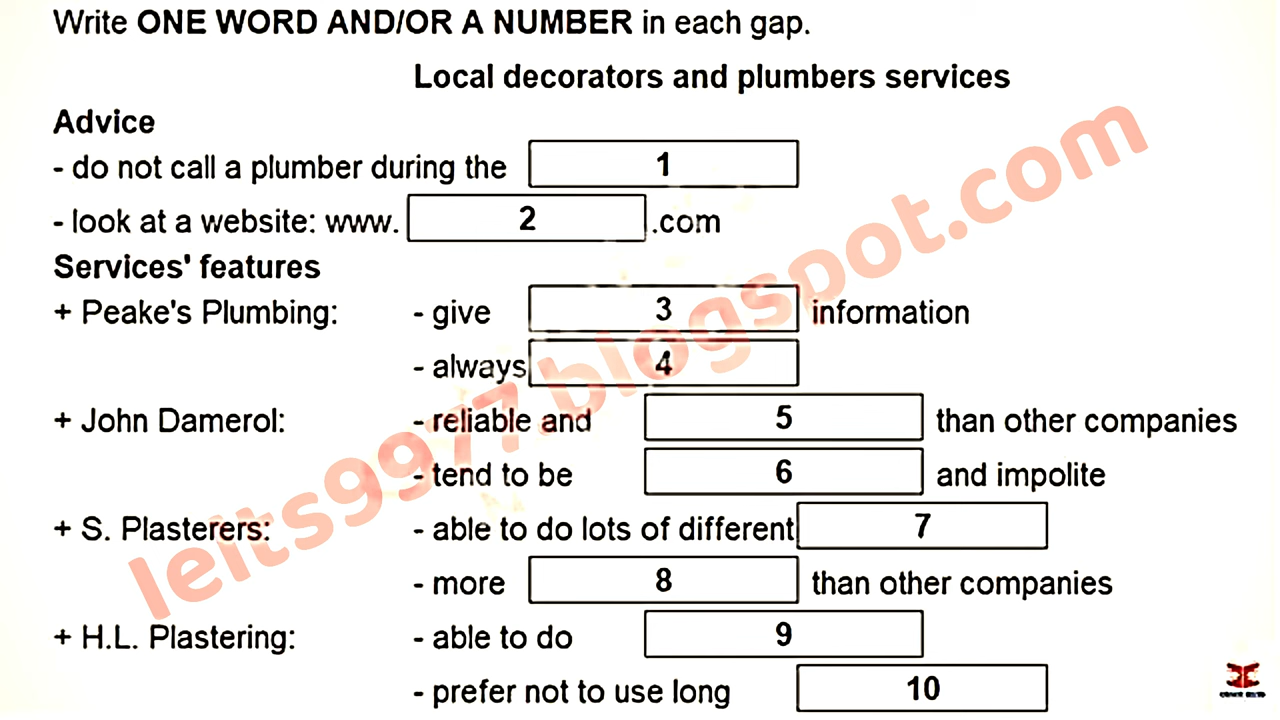 Write ONE WORD AND/OR A NUMBER in each gap.
Local decorators and plumbers services
Advice
- do not call a plumber during the 1
- look at a website: www. 2 .com
Services' features
+ Peake's Plumbing: - give 3 information
- always 4
+ John Damerol: - reliable and 5 than other companies
- tend to be 6 and impolite
+ S. Plasterers: - able to do lots of different 7
- more 8 than other companies
+ H.L. Plastering: - able to do 9
- prefer not to use long 10
leits9977.blogspot.com